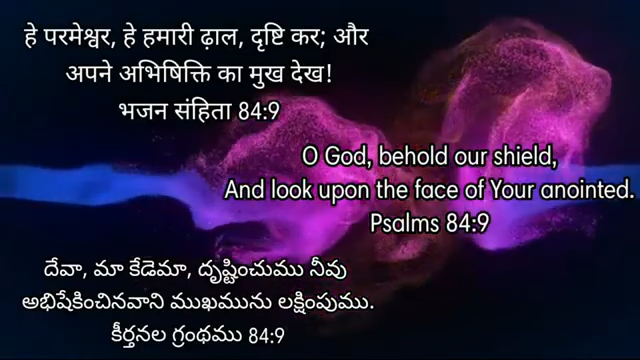 हे परमेश्वर, हे हमारी ढ़ाल, दृष्टि कर; और
अपने अभिषिक्ति का मुख देख!
भजन संहिता 84:9
O God, behold our shield,
And look upon the face of Your anointed.
Psalms 84:9
దేవా, మా కేడెమా, దృష్టించుము నీవు
అభిషేకించినవాని ముఖమును లక్షింపుము.
కీర్తనల గ్రంథము 84:9